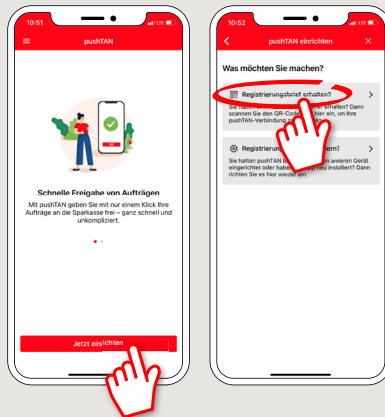 10:51
LTE
pushTAN
Schnelle Freigabe von Aufträgen
Mit pushTAN geben Sie mit nur einem Klick Ihre
Aufträge an die Sparkasse frei – ganz schnell und
unkompliziert.
Jetzt einrichten
10:52
LTE
pushTAN einrichten
Was möchten Sie machen?
Registrierungsbrief erhalten?
Sie haben erhalten? Dann
scannen Sie den QR-Code hier ein, um Ihre
pushTAN-Verbindung
Sie hatten pushTAN anderen Gerät
eingerichtet oder haben neu installiert? Dann
richten Sie es hier wieder ein.